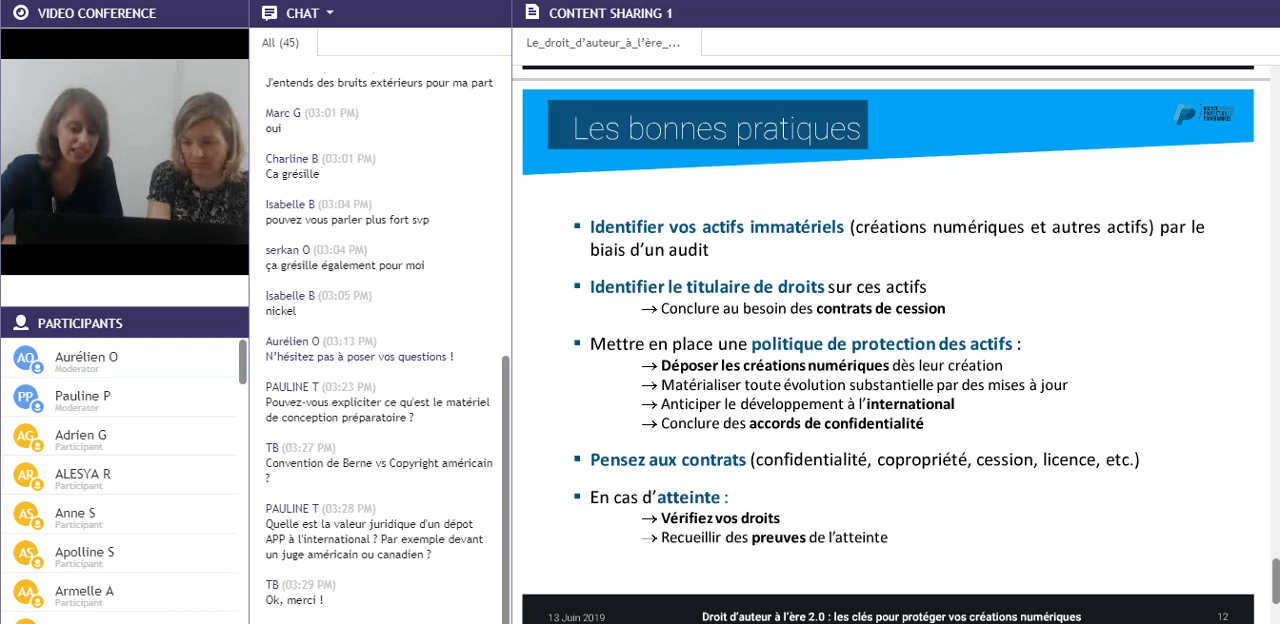 VIDEO CONFERENCE
CHAT
All (45)
J'entends des bruits extérieurs pour ma part
Marc G (03:01 PM)
oui
Charline B (03:01 PM)
Ca grésille
Isabelle B (03:04 PM)
pouvez vous parler plus fort svp
serkan O (03:04 PM)
ça grésille également pour moi
Isabelle B (03:05 PM)
nickel
Aurélien O (03:13 PM)
N'hésitez pas à poser vos questions !
PAULINE T (03:23 PM)
Pouvez-vous expliciter ce qu'est le matériel
de conception préparatoire ?
TB (03:27 PM)
Convention de Berne vs Copyright américain
?
PAULINE T (03:28 PM)
Quelle est la valeur juridique d'un dépot
APP à l'international ? Par exemple devant
un juge américain ou canadien ?
TB (03:29 PM)
Ok, merci !
PARTICIPANTS
AO
Aurélien O
Moderator
PP
Pauline P
Moderator
AG
Adrien G
Participant
AR
ALESYA R
Participant
AS
Anne S
Participant
AS
Apolline S
Participant
AA
Armelle A
Participant
CONTENT SHARING 1
Le_droit_d'auteur_à_l'ère_...
Les bonnes pratiques
▪ Identifier vos actifs immatériels (créations numériques et autres actifs) par le
biais d'un audit
▪ Identifier le titulaire de droits sur ces actifs
→ Conclure au besoin des contrats de cession
▪ Mettre en place une politique de protection des actifs :
→ Déposer les créations numériques dès leur création
→ Matérialiser toute évolution substantielle par des mises à jour
→ Anticiper le développement à l'international
→ Conclure des accords de confidentialité
▪ Pensez aux contrats (confidentialité, copropriété, cession, licence, etc.)
▪ En cas d'atteinte :
→ Vérifiez vos droits
→ Recueillir des preuves de l'atteinte
13 Juin 2019
Droit d'auteur à l'ère 2.0 : les clés pour protéger vos créations numériques
12